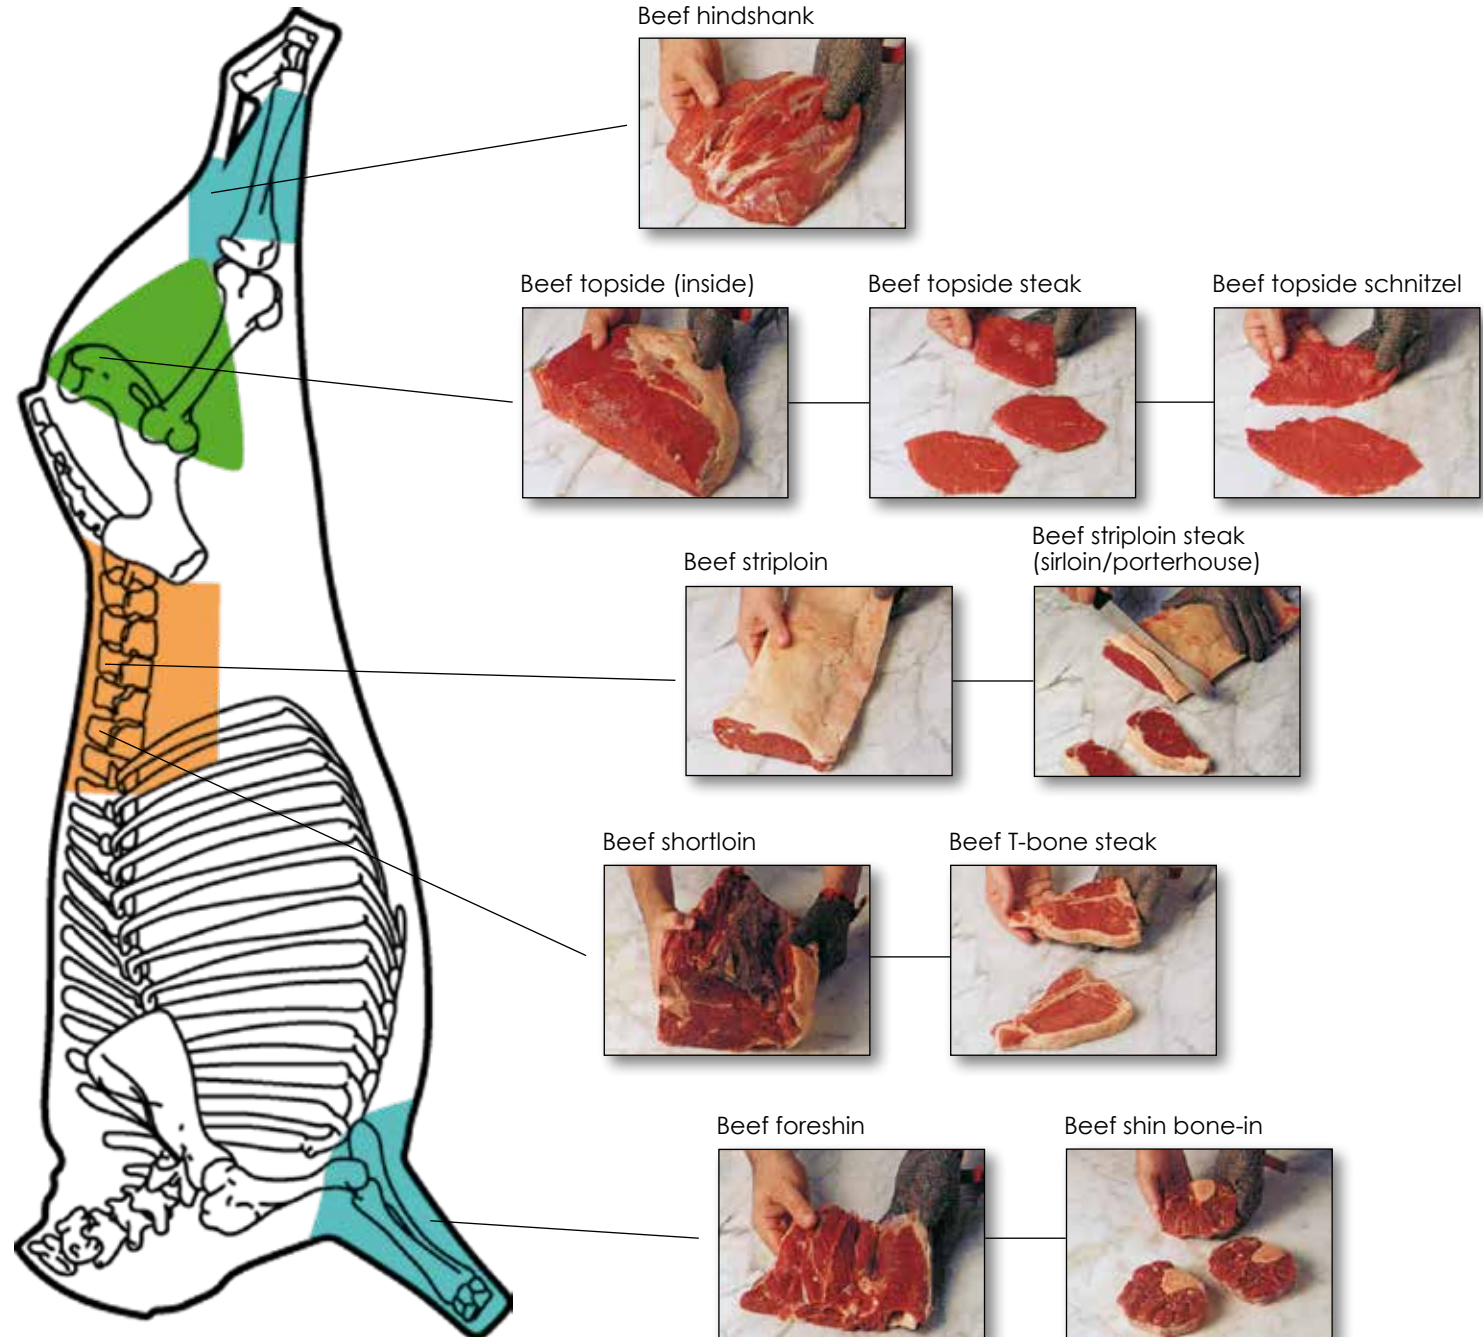 Beef hindshank
Beef topside (inside)
Beef topside steak
Beef topside schnitzel
Beef striploin
Beef striploin steak
(sirloin/porterhouse)
Beef shortloin
Beef T-bone steak
Beef foreshin
Beef shin bone-in